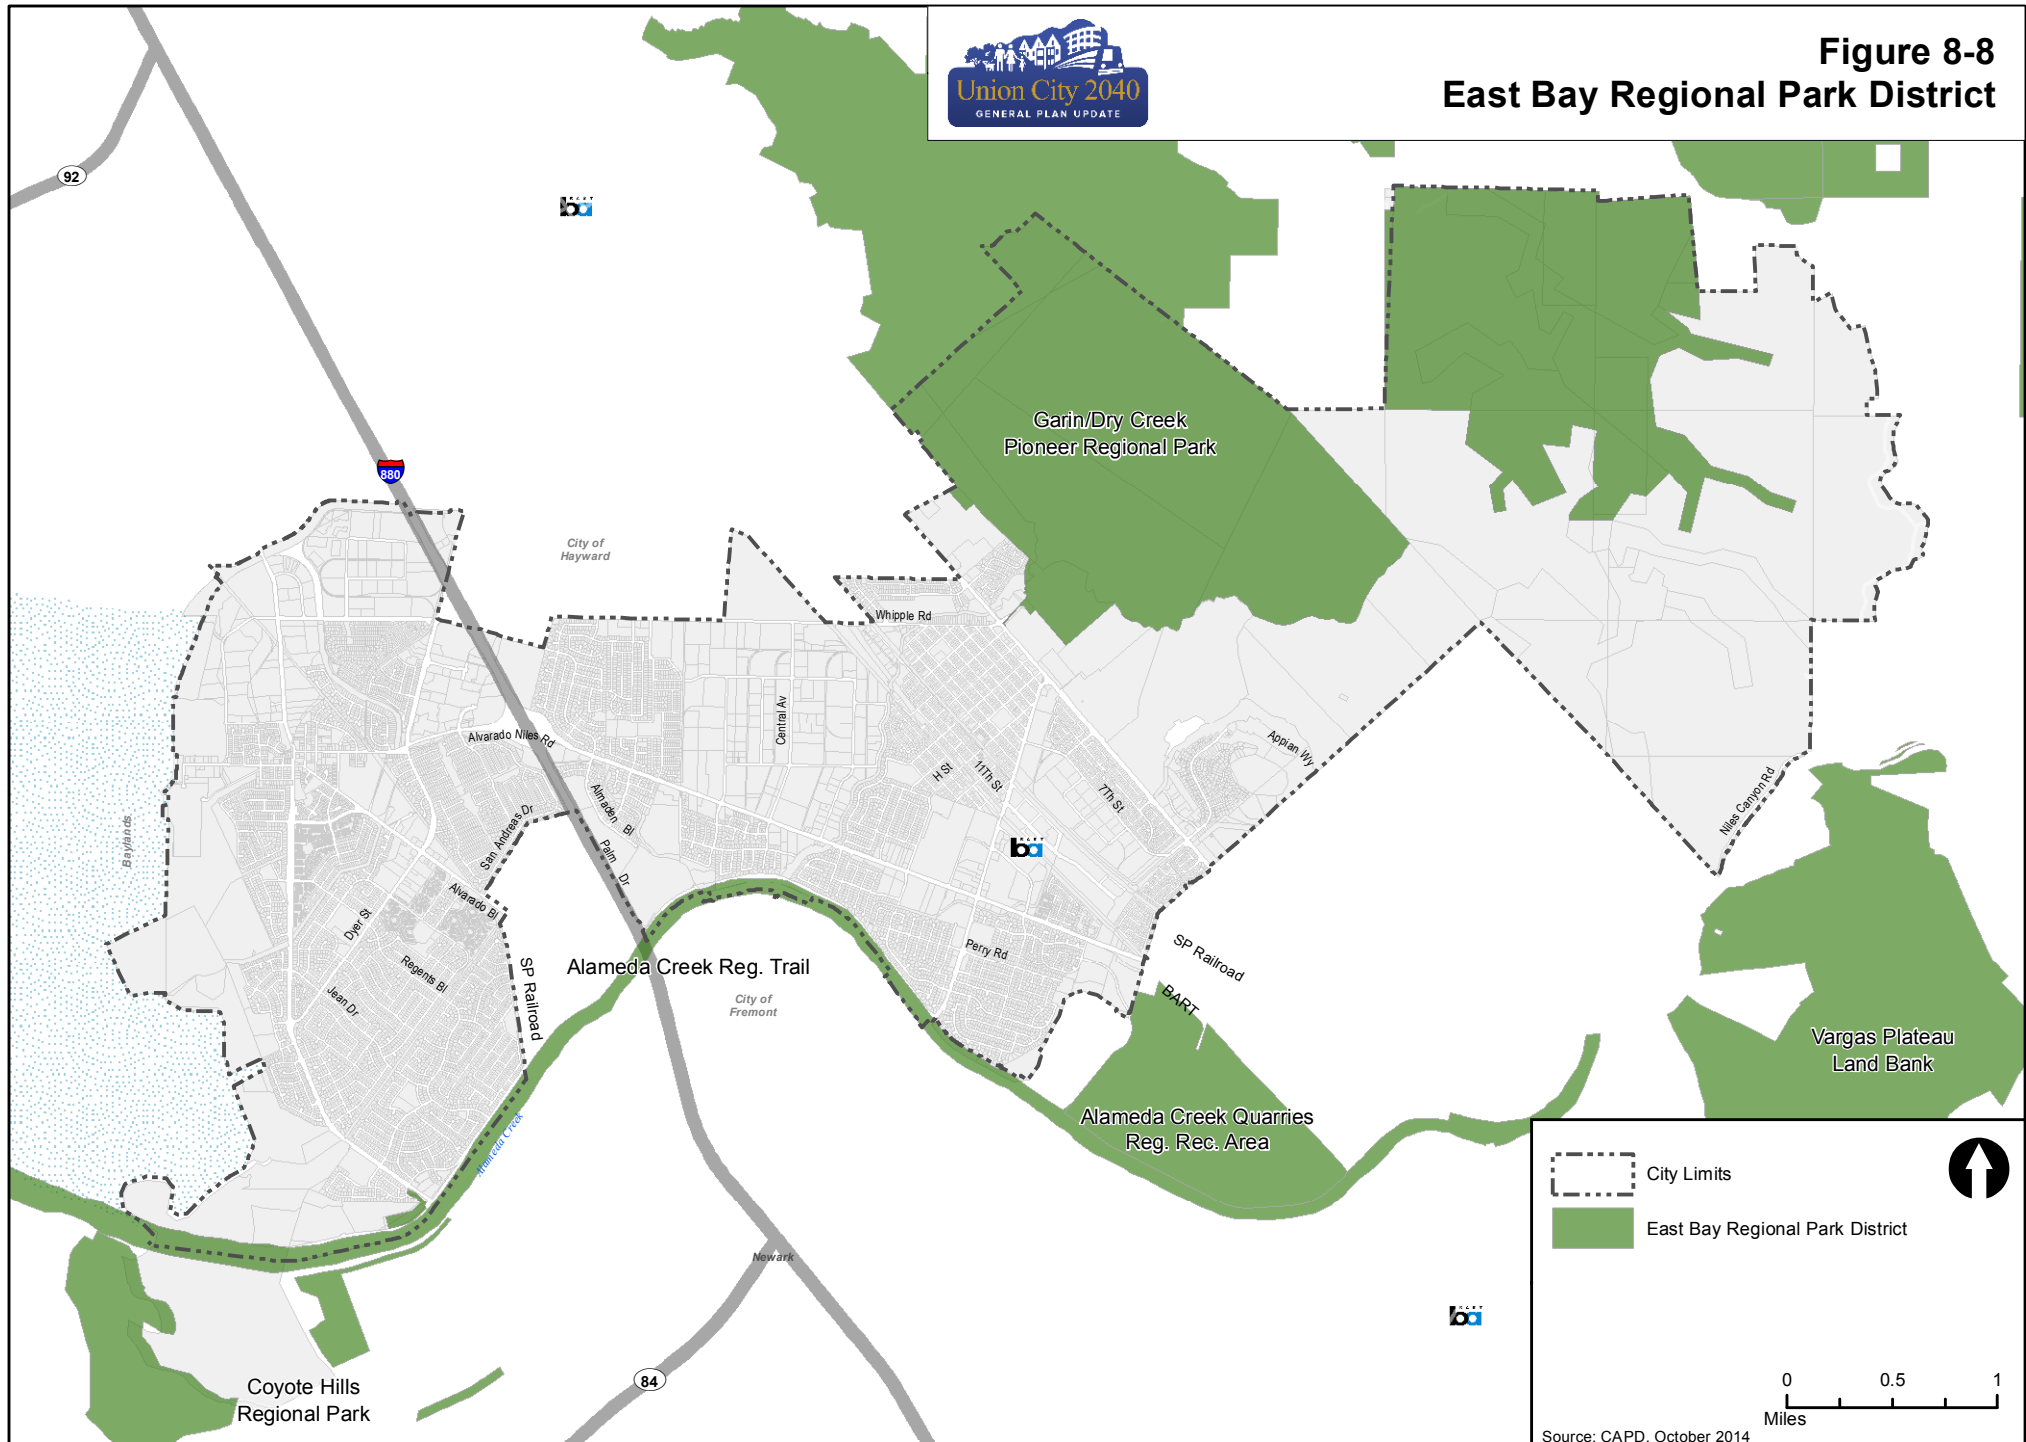 Figure 8-8
East Bay Regional Park District
Union City 2040
GENERAL PLAN UPDATE
92
ba
880
Garin/Dry Creek
Pioneer Regional Park
City of
Hayward
Whipple Rd
Central Av
Alvarado Niles Rd
Appian Wy
H St
11Th St
7Th St
Niles Canyon Rd
Almaden Bl
San Andreas Dr
Palm Dr
Baylands
ba
Alvarado Bl
Dyer St
Perry Rd
SP Railroad
Regents Bl
Alameda Creek Reg. Trail
Jean Dr
SP Railroad
BART
City of
Fremont
Vargas Plateau
Land Bank
Alameda Creek
Alameda Creek Quarries
Reg. Rec. Area
City Limits
East Bay Regional Park District
Newark
ba
84
Coyote Hills
Regional Park
0 0.5 1
Miles
Source: CAPD, October 2014